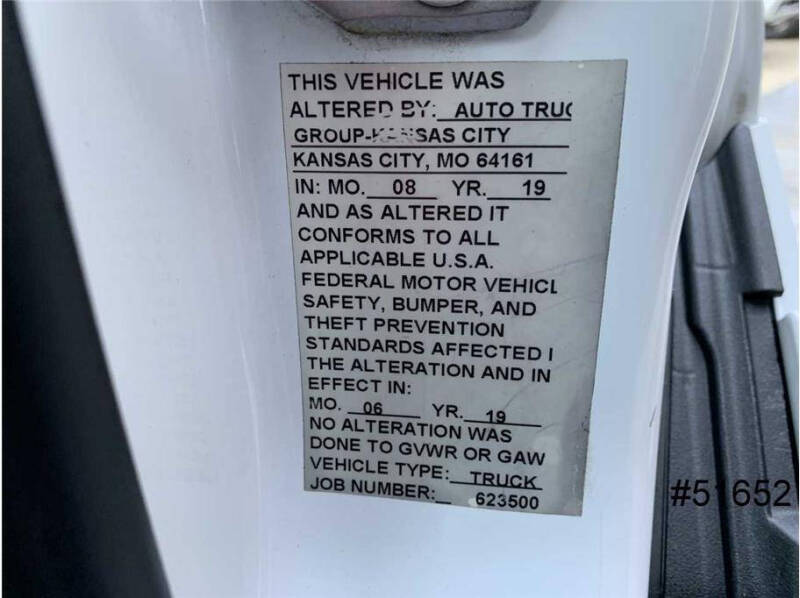 THIS VEHICLE WAS
ALTERED BY: AUTO TRUC
GROUP-KANSAS CITY
KANSAS CITY, MO 64161
IN: MO. 08 YR. 19
AND AS ALTERED IT
CONFORMS TO ALL
APPLICABLE U.S.A.
FEDERAL MOTOR VEHICL
SAFETY, BUMPER, AND
THEFT PREVENTION
STANDARDS AFFECTED I
THE ALTERATION AND IN
EFFECT IN:
MO. 06 YR. 19
NO ALTERATION WAS
DONE TO GVWR OR GAW
VEHICLE TYPE: TRUCK
JOB NUMBER: 623500
#51652